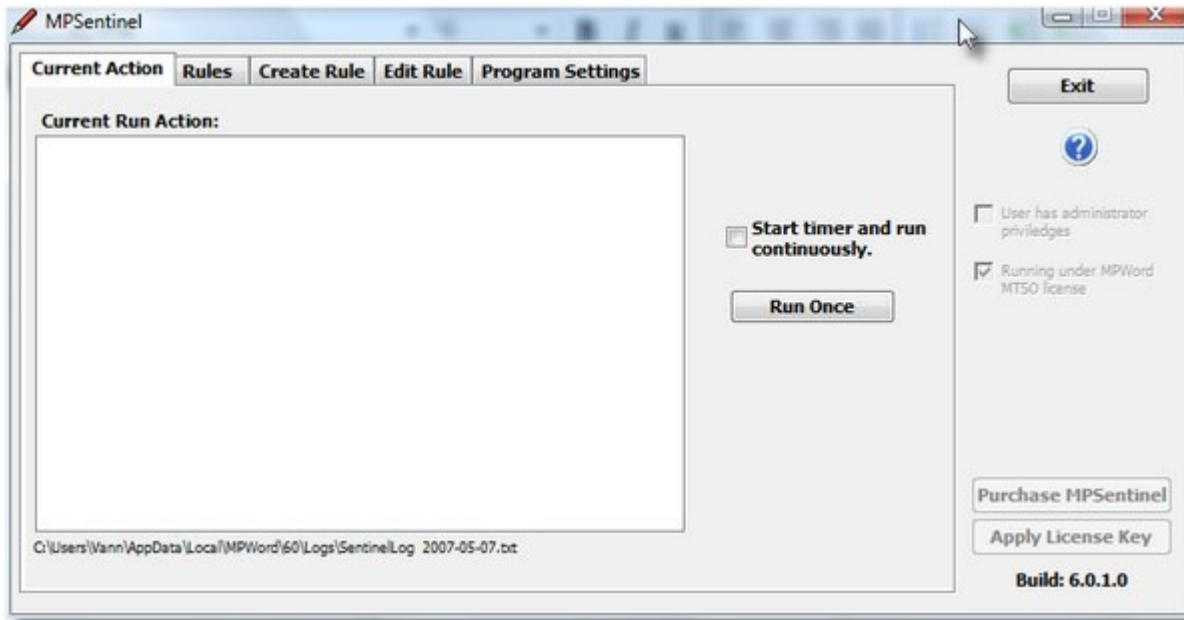 MPSentinel
Current Action
Rules
Create Rule
Edit Rule
Program Settings
Exit
Current Run Action:
User has administrator
priviledges
Start timer and run
continuously.
Running under MPWord
MTSO license
Run Once
Purchase MPSentinel
Apply License Key
C:\Users\Vann\AppData\Local\MPWord\60\Logs\SentinelLog 2007-05-07.txt
Build: 6.0.1.0